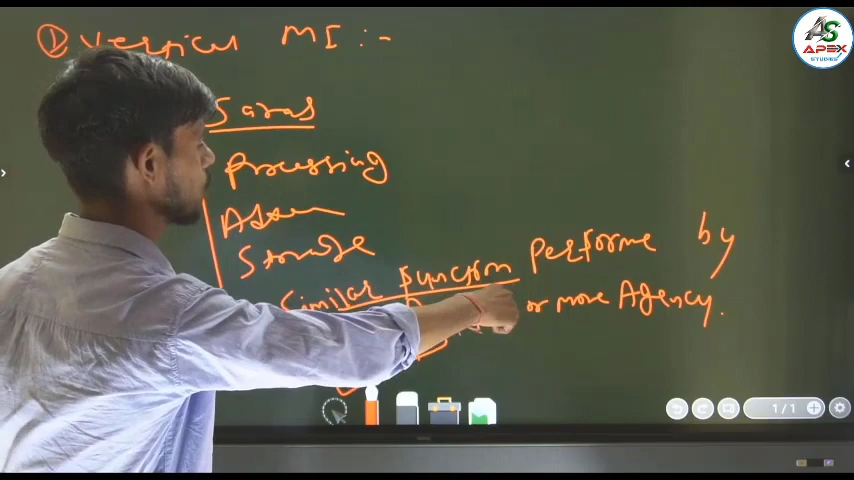 ① Vertical MI :-
AS
APEX
STUDIES
Saras
Processing
Storage
Similar function Performe by
or more Agency.
1/1